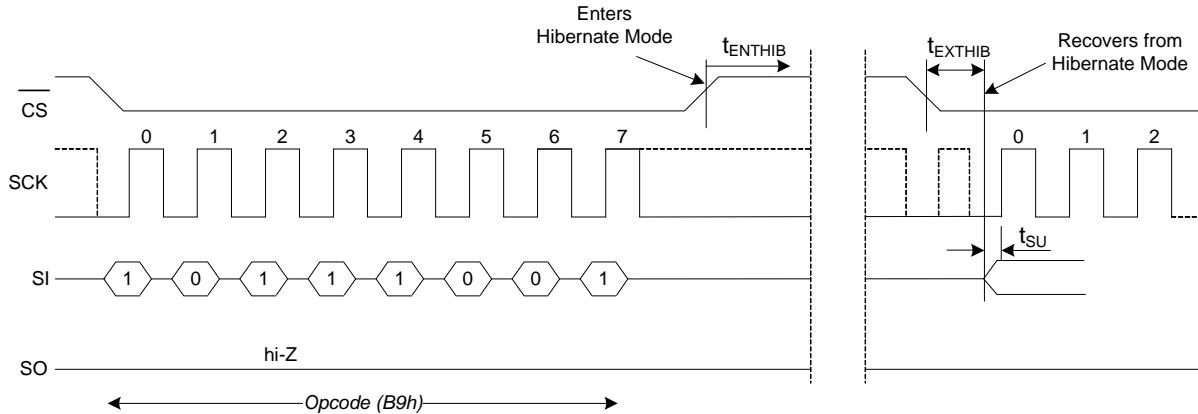 Enters
Hibernate Mode
tENTHIB
tEXTHIB
Recovers from
Hibernate Mode
CS
0 1 2 3 4 5 6 7
0 1 2
SCK
tSU
SI
1 0 1 1 1 0 0 1
hi-Z
SO
Opcode (B9h)